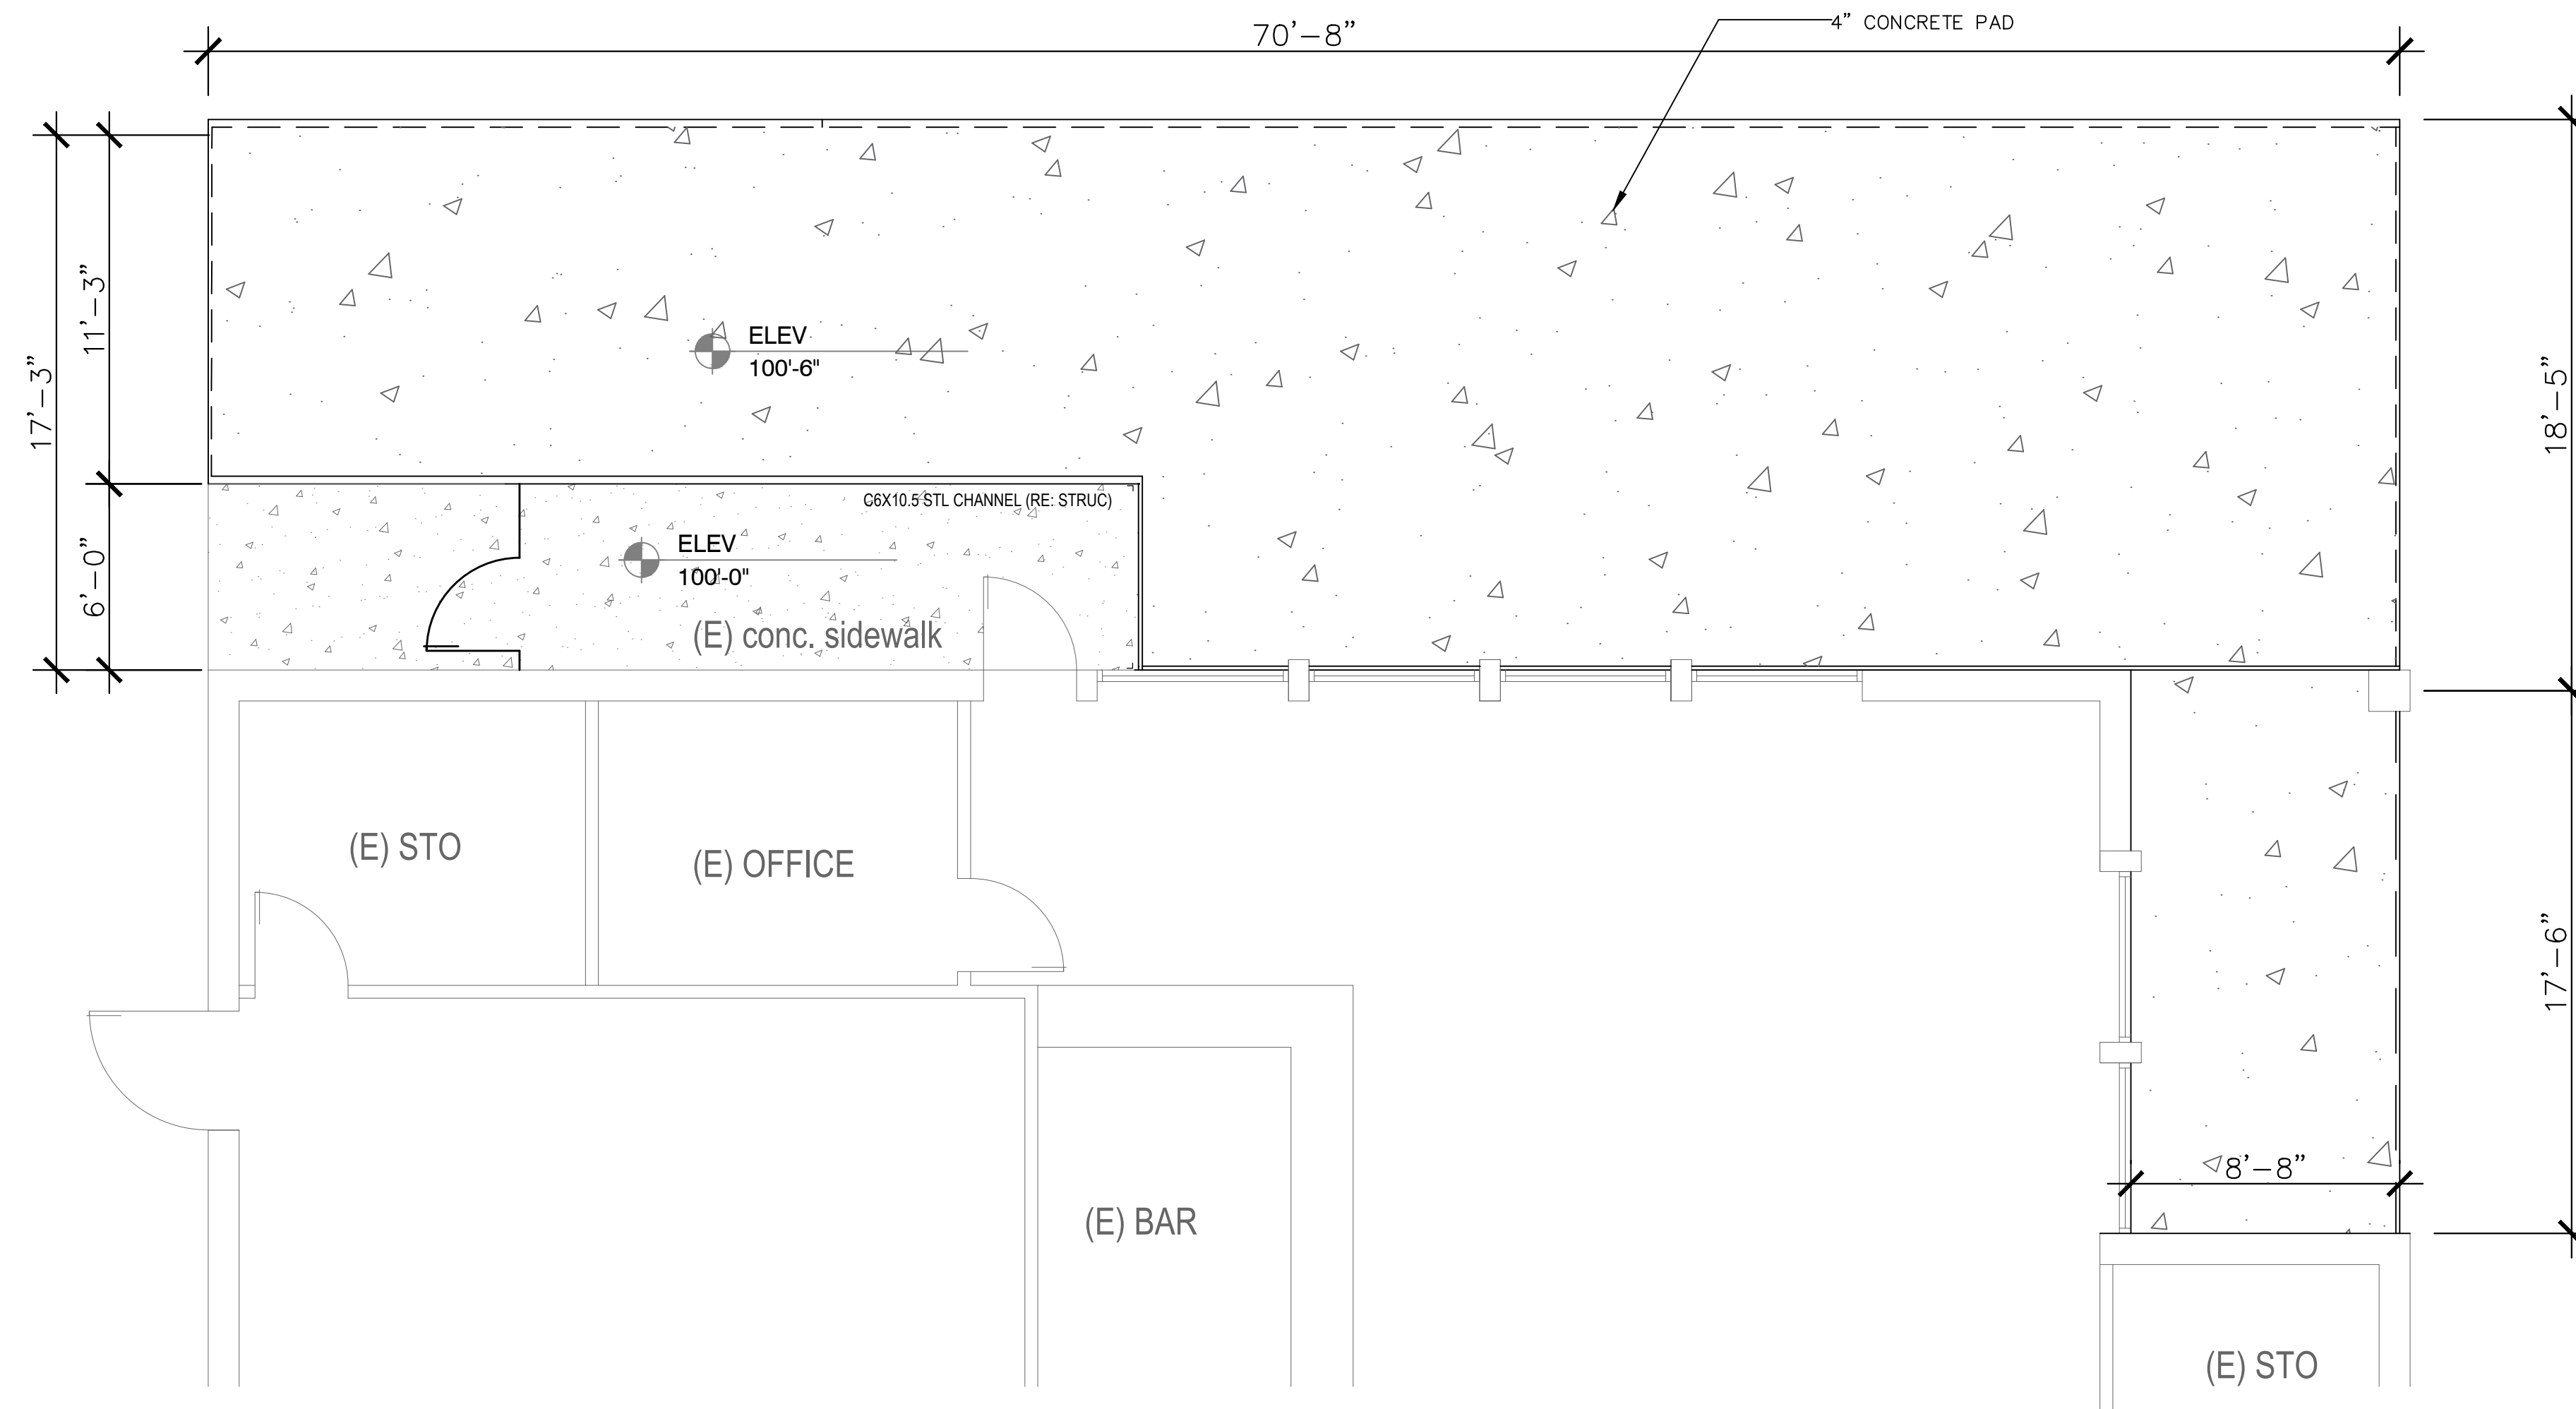 70'-8"
4" CONCRETE PAD
17'-3"
11'-3"
6'-0"
18'-5"
17'-6"
ELEV
100'-6"
C6X10.5 STL CHANNEL (RE: STRUC)
ELEV
100'-0"
(E) conc. sidewalk
(E) STO
(E) OFFICE
8'-8"
(E) BAR
(E) STO